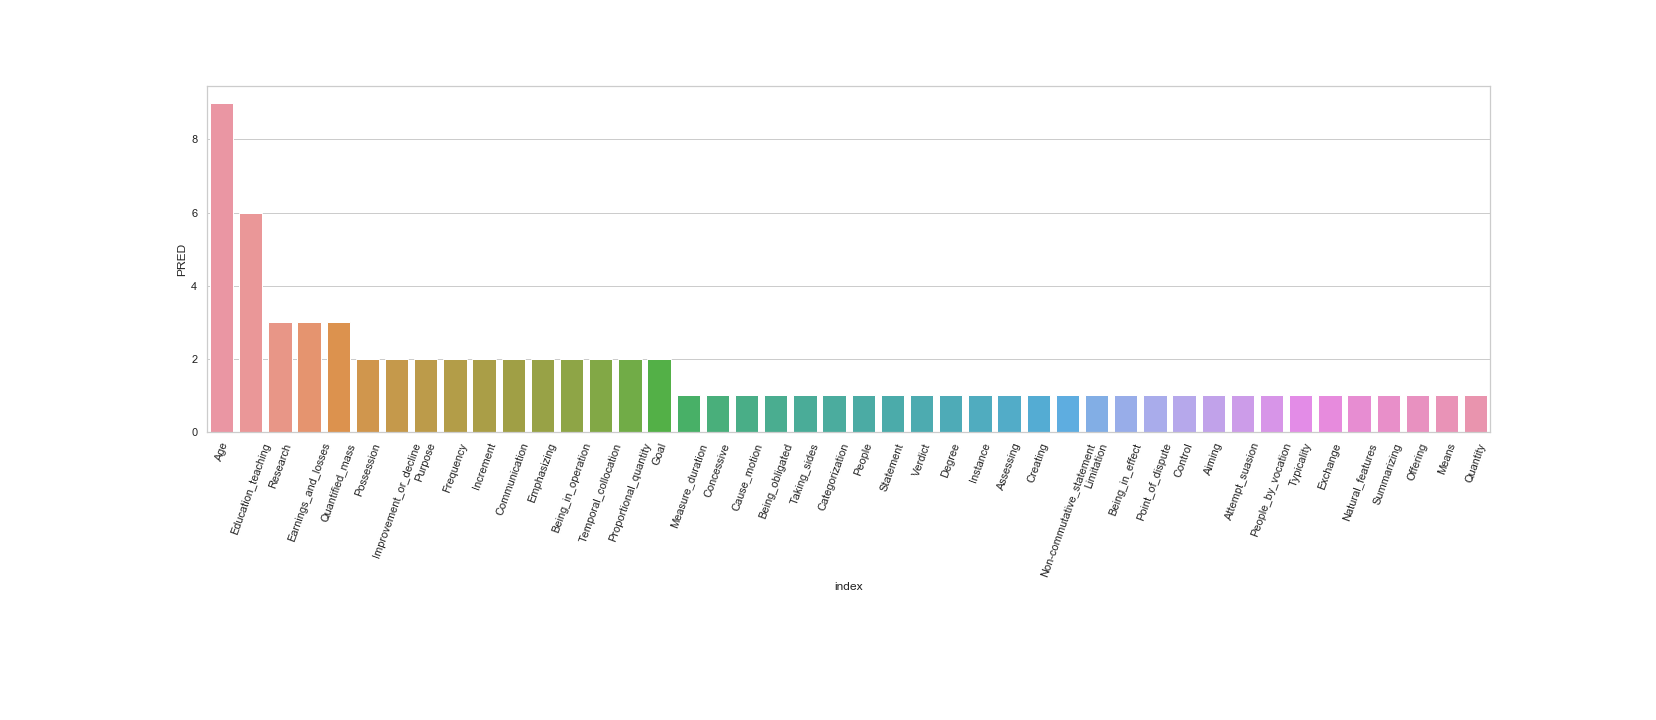 8
6
4
2
0
PRED
Age
Education_teaching
Research
Earnings_and_losses
Quantified_mass
Possession
Improvement_or_decline
Purpose
Frequency
Increment
Communication
Emphasizing
Being_in_operation
Temporal_collocation
Proportional_quantity
Goal
Measure_duration
Concessive
Cause_motion
Being_obligated
Taking_sides
Categorization
People
Statement
Verdict
Degree
Instance
Assessing
Creating
Non-commutative_statement
Limitation
Being_in_effect
Point_of_dispute
Control
Aiming
Attempt_suasion
People_by_vocation
Typicality
Exchange
Natural_features
Summarizing
Offering
Means
Quantity
index